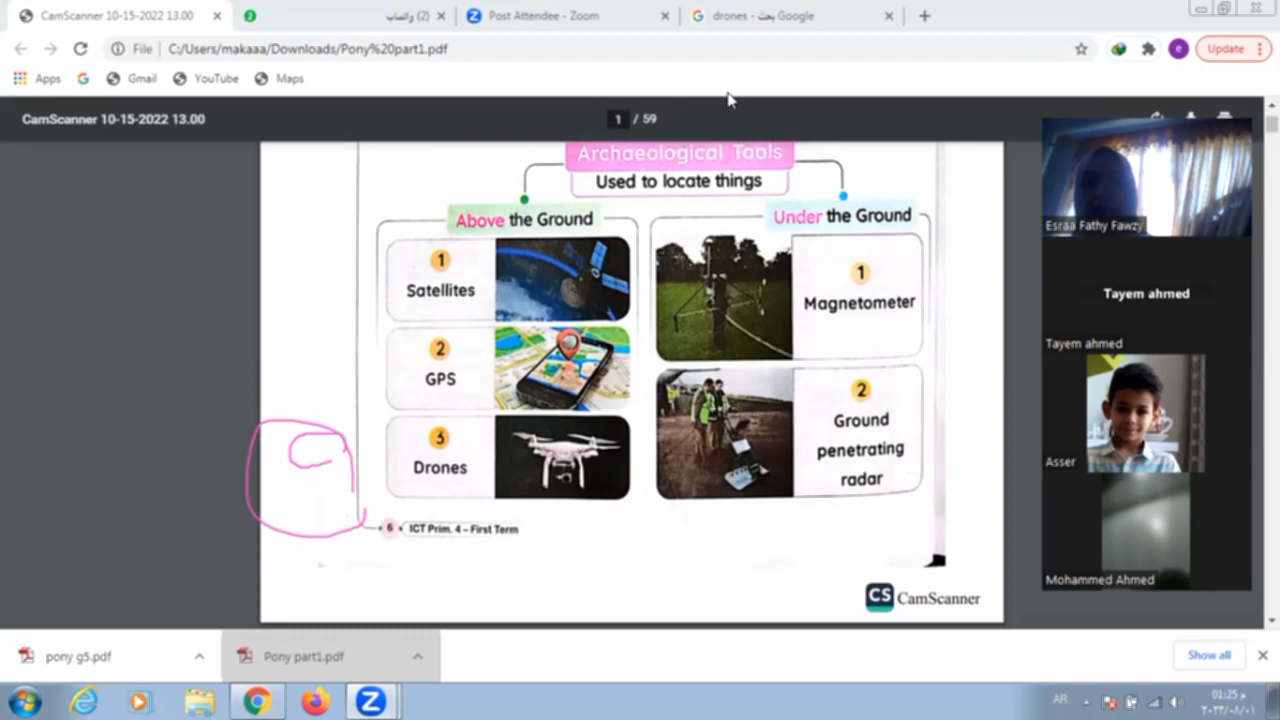 CamScanner 10-15-2022 13.00
(2) واتساب
Post Attendee - Zoom
drones - بحث Google
File
C:/Users/makaaa/Downloads/Pony%20part1.pdf
e
Update
Apps
Gmail
YouTube
Maps
CamScanner 10-15-2022 13.00
1 / 59
Archaeological Tools
Used to locate things
Above the Ground
Under the Ground
1
Satellites
2
GPS
3
Drones
1
Magnetometer
2
Ground
penetrating
radar
6 • ICT Prim. 4 – First Term
CS CamScanner
Esraa Fathy Fawzy
Tayem ahmed
Tayem ahmed
Asser
Mohammed Ahmed
pony g5.pdf
Pony part1.pdf
Show all
AR
01:25 م
٢٠٢٣/٠٨/٠١